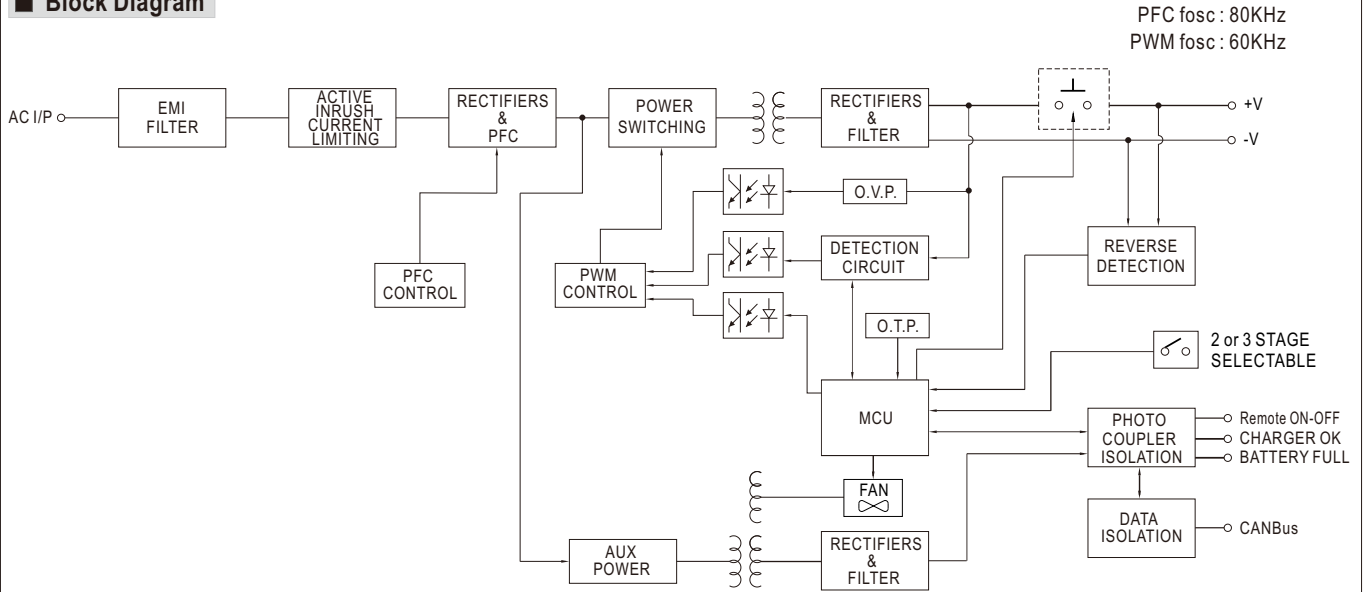 ■ Block Diagram
PFC fosc : 80KHz
PWM fosc : 60KHz
AC I/P
EMI
FILTER
ACTIVE
INRUSH
CURRENT
LIMITING
RECTIFIERS
&
PFC
POWER
SWITCHING
RECTIFIERS
&
FILTER
+V
-V
O.V.P.
DETECTION
CIRCUIT
REVERSE
DETECTION
PFC
CONTROL
PWM
CONTROL
O.T.P.
2 or 3 STAGE
SELECTABLE
MCU
PHOTO
COUPLER
ISOLATION
Remote ON-OFF
CHARGER OK
BATTERY FULL
FAN
DATA
ISOLATION
CANBus
AUX
POWER
RECTIFIERS
&
FILTER